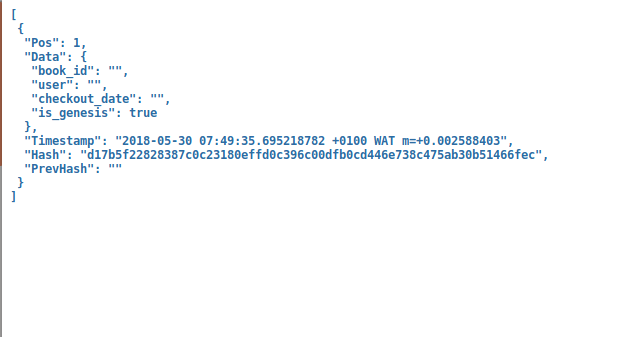 [
{
"Pos": 1,
"Data": {
"book_id": "",
"user": "",
"checkout_date": "",
"is_genesis": true
},
"Timestamp": "2018-05-30 07:49:35.695218782 +0100 WAT m=+0.002588403",
"Hash": "d17b5f22828387c0c23180effd0c396c00dfb0cd446e738c475ab30b51466fec",
"PrevHash": ""
}
]